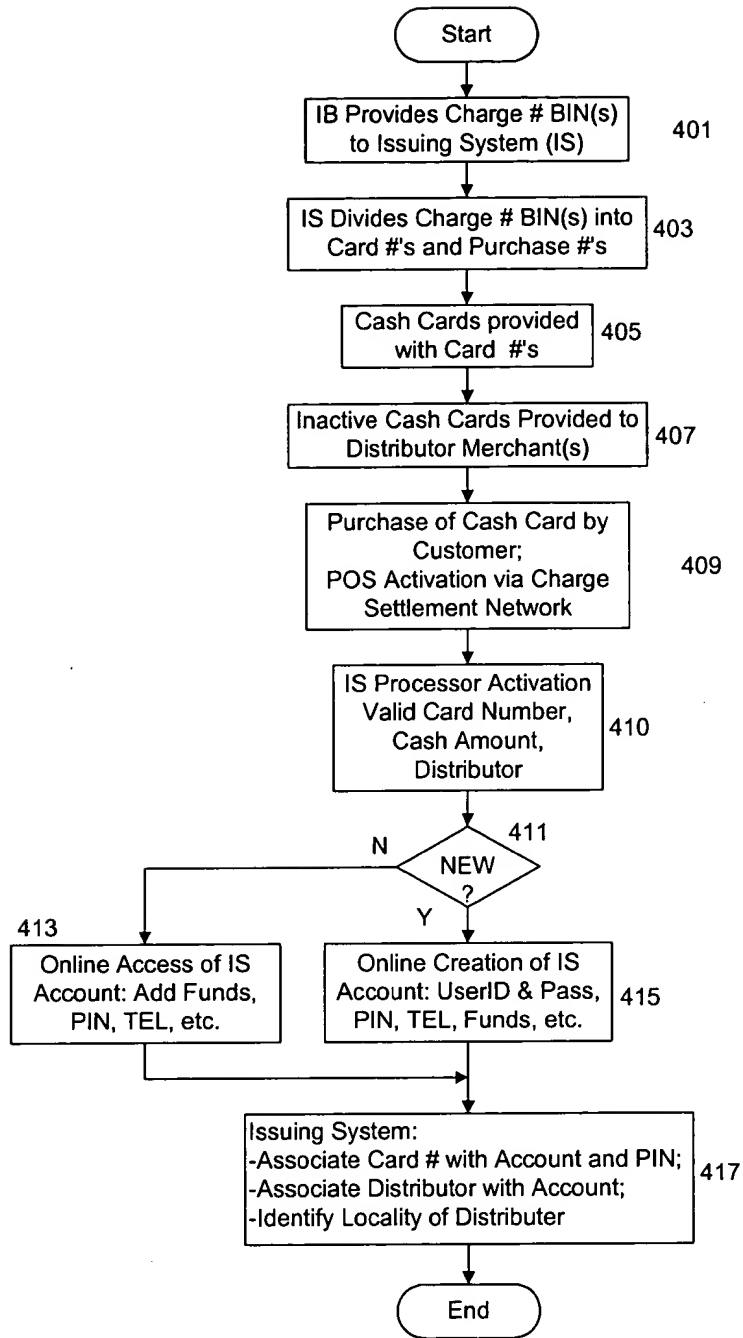 Start
IB Provides Charge # BIN(s)
to Issuing System (IS)
401
IS Divides Charge # BIN(s) into
Card #'s and Purchase #'s
403
Cash Cards provided
with Card #'s
405
Inactive Cash Cards Provided to
Distributor Merchant(s)
407
Purchase of Cash Card by
Customer;
POS Activation via Charge
Settlement Network
409
IS Processor Activation
Valid Card Number,
Cash Amount,
Distributor
410
411
NEW
?
N
Y
413
Online Access of IS
Account: Add Funds,
PIN, TEL, etc.
Online Creation of IS
Account: UserID & Pass,
PIN, TEL, Funds, etc.
415
Issuing System:
-Associate Card # with Account and PIN;
-Associate Distributor with Account;
-Identify Locality of Distributer
417
End